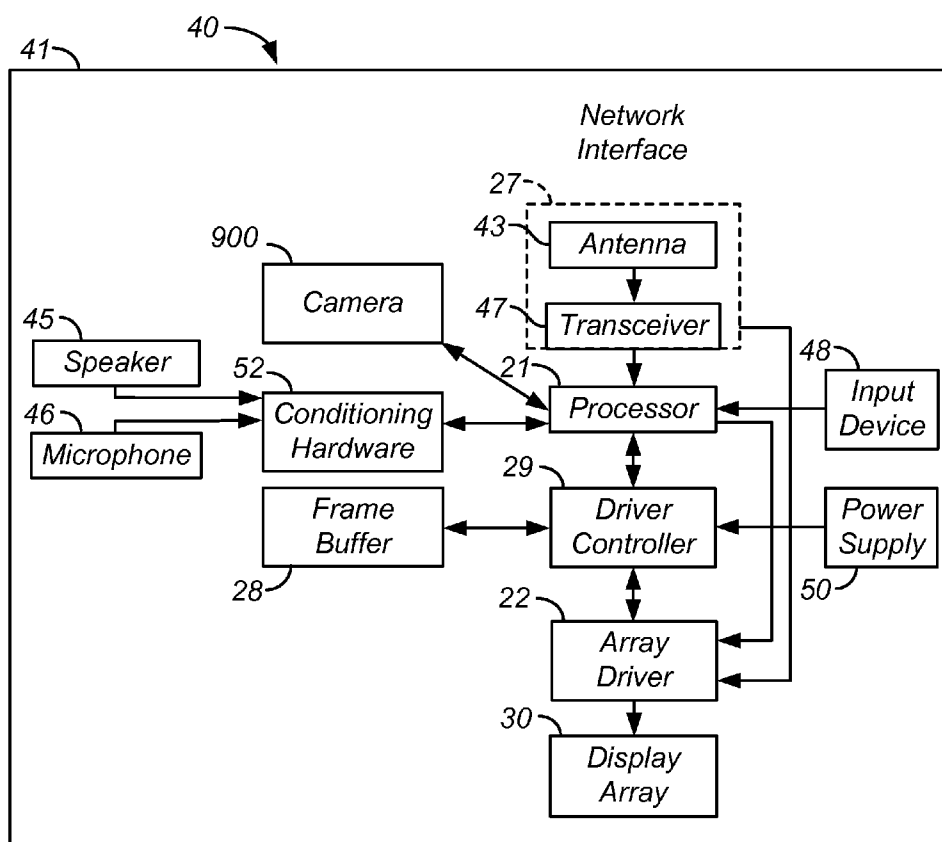 40
41
Network
Interface
27
43
Antenna
900
Camera
47
Transceiver
45
Speaker
52
21
48
Conditioning
Hardware
Processor
Input
Device
46
Microphone
29
Frame
Buffer
Driver
Controller
Power
Supply
28
22
50
Array
Driver
30
Display
Array